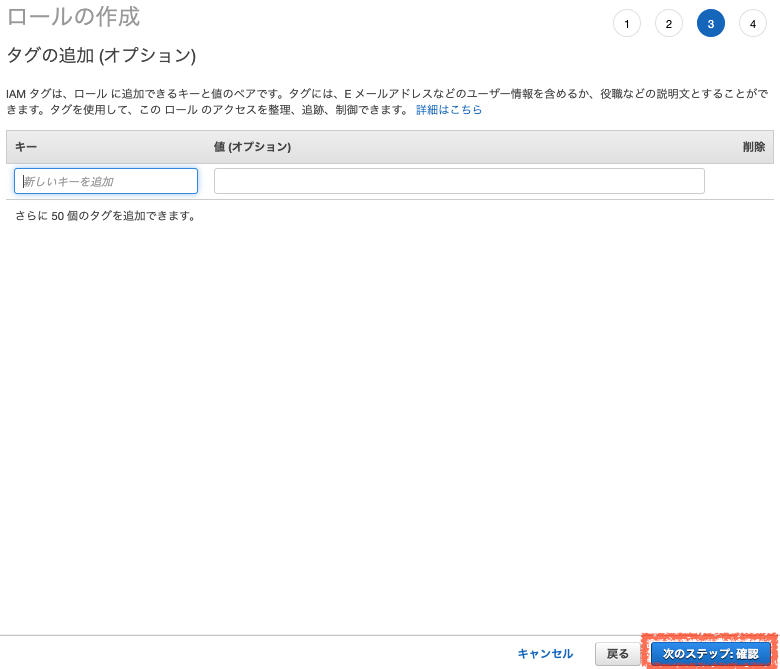 ロールの作成
1 2 3 4
タグの追加 (オプション)
IAM タグは、ロール に追加できるキーと値のペアです。タグには、E メールアドレスなどのユーザー情報を含めるか、役職などの説明文とすることがで
きます。タグを使用して、この ロール のアクセスを整理、追跡、制御できます。 詳細はこちら
キー 値 (オプション) 削除
新しいキーを追加
さらに 50 個のタグを追加できます。
キャンセル 戻る 次のステップ: 確認